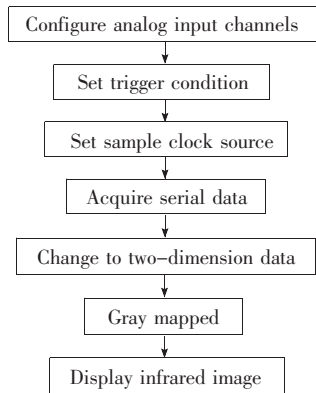 Configure analog input channels
Set trigger condition
Set sample clock source
Acquire serial data
Change to two-dimension data
Gray mapped
Display infrared image